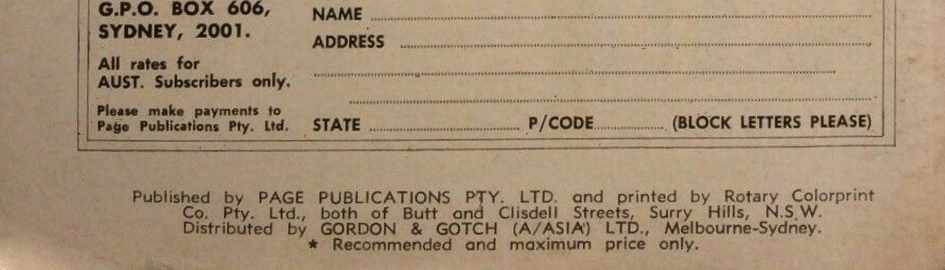 G.P.O. BOX 606,
SYDNEY, 2001.
All rates for
AUST. Subscribers only.
Please make payments to
Page Publications Pty. Ltd.
NAME
ADDRESS
STATE P/CODE (BLOCK LETTERS PLEASE)
Published by PAGE PUBLICATIONS PTY. LTD. and printed by Rotary Colorprint
Co. Pty. Ltd., both of Butt and Clisdell Streets, Surry Hills, N.S.W.
Distributed by GORDON & GOTCH (A/ASIA) LTD., Melbourne-Sydney.
* Recommended and maximum price only.